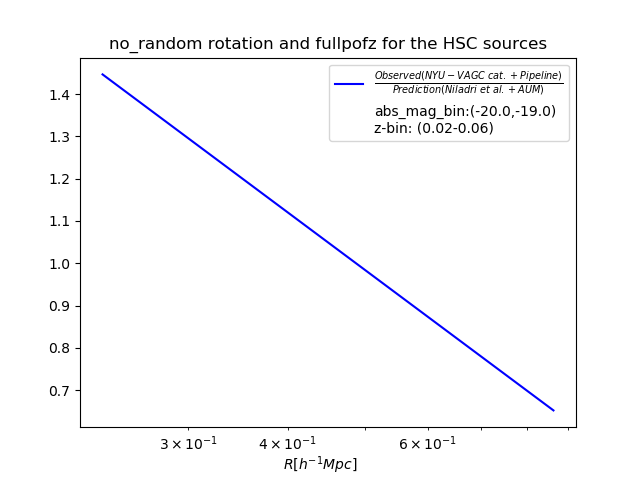 no_random rotation and fullpofz for the HSC sources
Observed(NYU−VAGC cat.+Pipeline)
Prediction(Niladri et al.+AUM)
abs_mag_bin:(-20.0,-19.0)
z-bin: (0.02-0.06)
1.4
1.3
1.2
1.1
1.0
0.9
0.8
0.7
3×10⁻¹ 4×10⁻¹ 6×10⁻¹
R[h⁻¹Mpc]